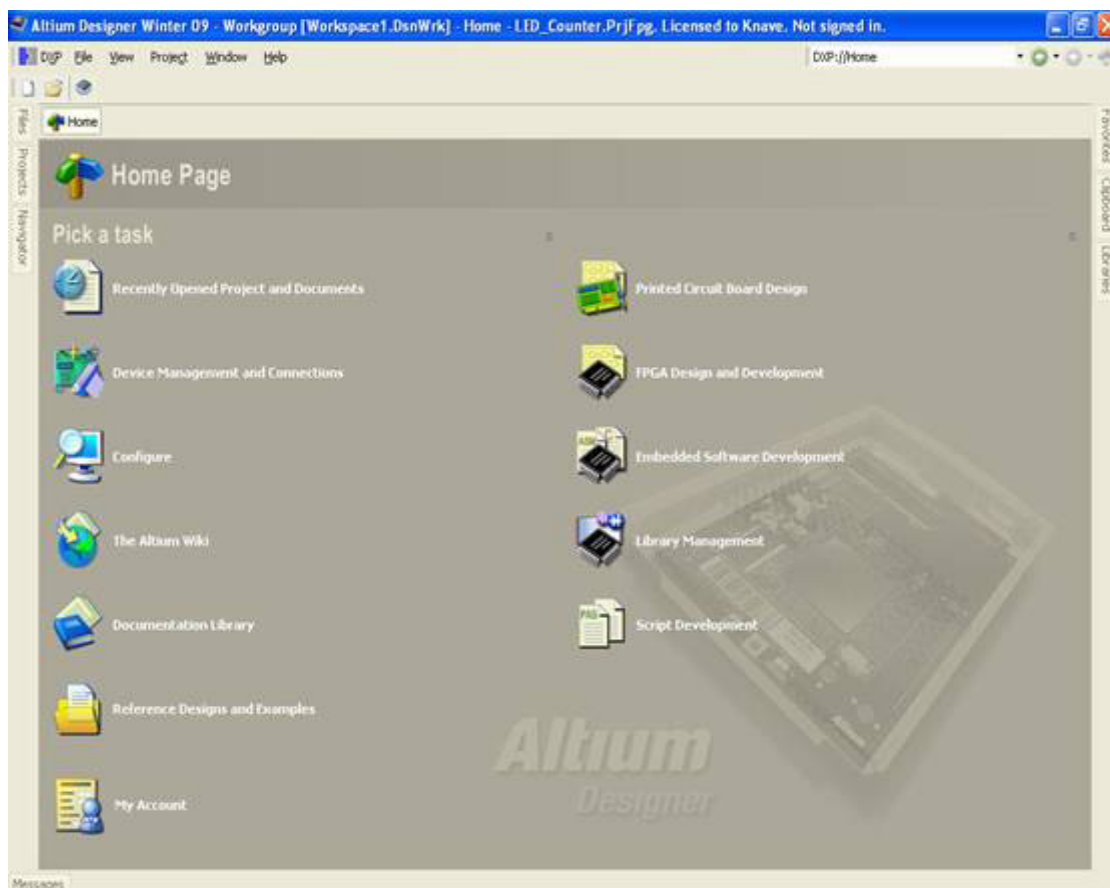 Altium Designer Winter 09 - Workgroup [Workspace1.DsnWrk] - Home - LED_Counter.PrjFpg. Licensed to Knave. Not signed in.
DXP File View Project Window Help DXP://Home
Home
Files
Projects
Navigator
Favorites
Clipboard
Libraries
Home Page
Pick a task
Recently Opened Project and Documents
Printed Circuit Board Design
Device Management and Connections
FPGA Design and Development
Configure
Embedded Software Development
The Altium Wiki
Library Management
Documentation Library
Script Development
Reference Designs and Examples
My Account
Altium
Designer
Messages